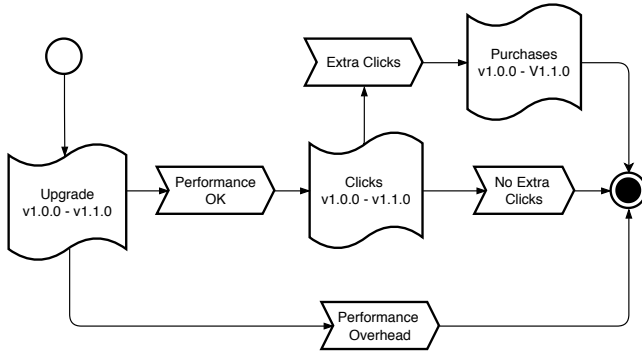 Extra Clicks
Purchases
v1.0.0 - V1.1.0
Upgrade
v1.0.0 - v1.1.0
Performance
OK
Clicks
v1.0.0 - v1.1.0
No Extra
Clicks
Performance
Overhead